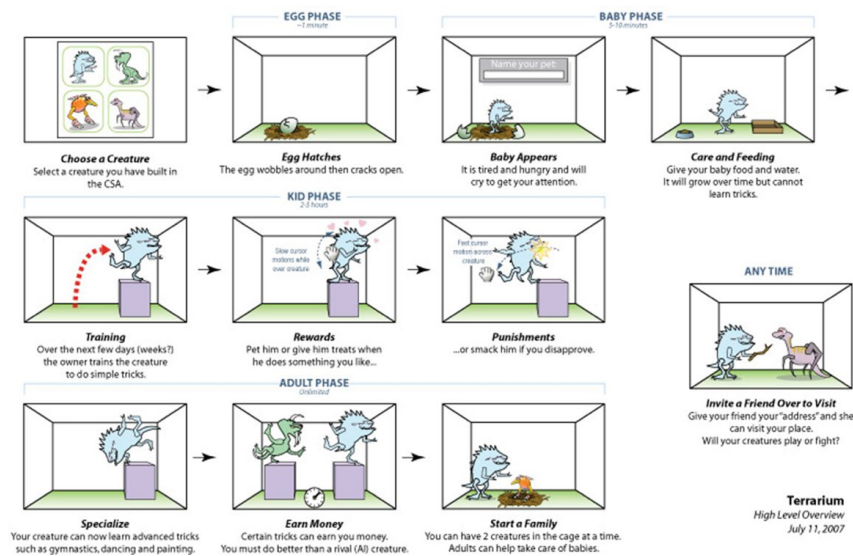 EGG PHASE
~1 minute
BABY PHASE
5-10 minutes
Name your pet:
Choose a Creature
Select a creature you have built in
the CSA.
Egg Hatches
The egg wobbles around then cracks open.
Baby Appears
It is tired and hungry and will
cry to get your attention.
Care and Feeding
Give your baby food and water.
It will grow over time but cannot
learn tricks.
KID PHASE
2-5 hours
Slow cursor
motions while
over creature
Fast cursor
motion across
creature
Training
Over the next few days (weeks?)
the owner trains the creature
to do simple tricks.
Rewards
Pet him or give him treats when
he does something you like...
Punishments
...or smack him if you disapprove.
ANY TIME
Invite a Friend Over to Visit
Give your friend your "address" and she
can visit your place.
Will your creatures play or fight?
ADULT PHASE
Unlimited
Specialize
Your creature can now learn advanced tricks
such as gymnastics, dancing and painting.
Earn Money
Certain tricks can earn you money.
You must do better than a rival (AI) creature.
Start a Family
You can have 2 creatures in the cage at a time.
Adults can help take care of babies.
Terrarium
High Level Overview
July 11, 2007